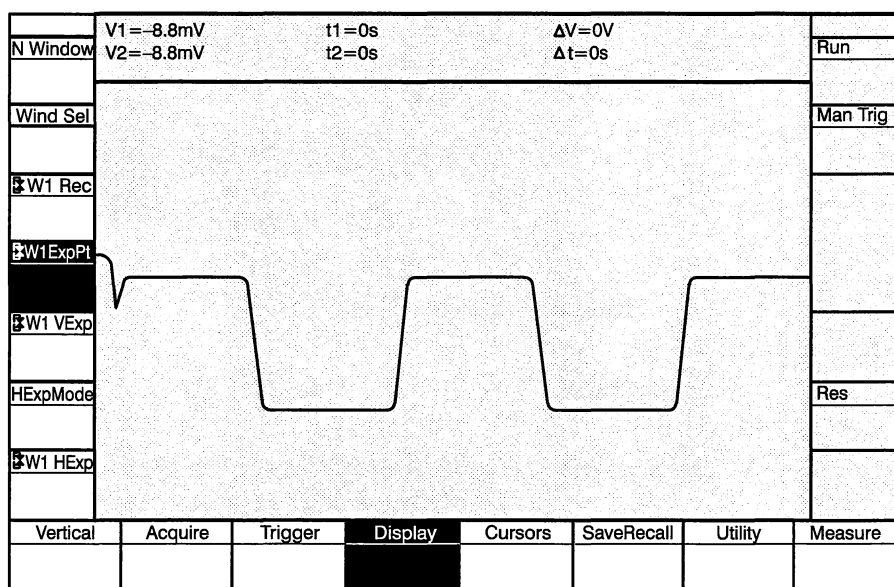 V1=–8.8mV t1=0s ΔV=0V
V2=–8.8mV t2=0s Δt=0s
N Window
Wind Sel
W1 Rec
W1ExpPt
W1 VExp
HExpMode
W1 HExp
Run
Man Trig
Res
Vertical Acquire Trigger Display Cursors SaveRecall Utility Measure